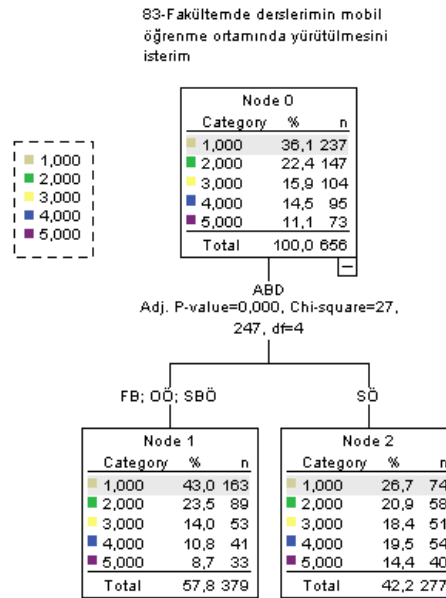 83-Fakültemde derslerimin mobil
öğrenme ortamında yürütülmesini
isterim
Node 0
Category % n
1,000 36,1 237
2,000 22,4 147
3,000 15,9 104
4,000 14,5 95
5,000 11,1 73
Total 100,0 656
1,000
2,000
3,000
4,000
5,000
ABD
Adj. P-value=0,000, Chi-square=27,
247, df=4
FB; OÖ; SBÖ
Node 1
Category % n
1,000 43,0 163
2,000 23,5 89
3,000 14,0 53
4,000 10,8 41
5,000 8,7 33
Total 57,8 379
SÖ
Node 2
Category % n
1,000 26,7 74
2,000 20,9 58
3,000 18,4 51
4,000 19,5 54
5,000 14,4 40
Total 42,2 277